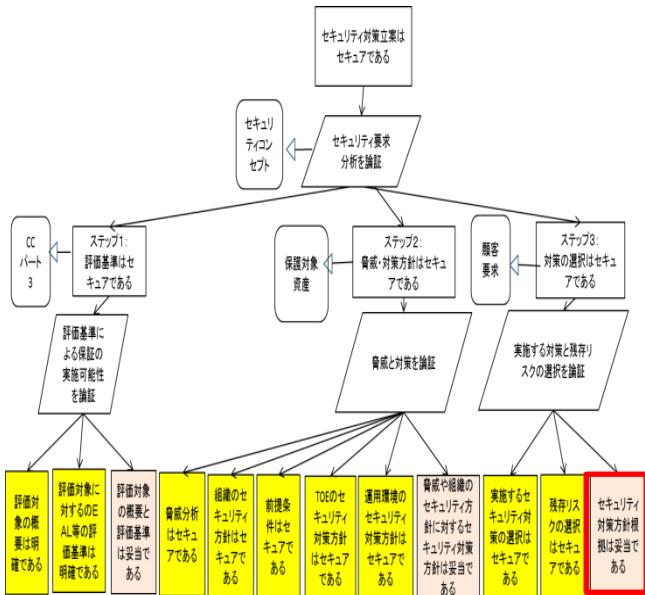 セキュリティ対策立案は
セキュアである
セキュリ
ティコン
セプト
セキュリティ要求
分析を論証
CC
パート
3
ステップ1:
評価基準はセ
キュアである
保護対象
資産
ステップ2:
脅威・対策方針はセキュ
アである
顧客
要求
ステップ3:
対策の選択はセキュ
アである
評価基準に
よる保証の
実施可能性
を論証
脅威と対策を論証
実施する対策と残存リ
スクの選択を論証
評価対
象の概
要は明
確である
評価対象に
対するのE
AL等の評
価基準は
明確である
評価対象
の概要と
評価基準
は妥当で
ある
脅威分析
はセキュ
アである
組織のセキュ
リティ方針は
セキュアであ
る
前提条
件はセ
キュアで
ある
TOEのセ
キュリティ
対策方針
はセキュア
である
運用環境の
セキュリティ
対策方針は
セキュアで
ある
脅威や組織の
セキュリティ方
針に対するセ
キュリティ対策
方針は妥当で
ある
実施するセ
キュリティ対
策の選択は
セキュアであ
る
残存リス
クの選択
はセキュ
アであ
る
セキュリティ
対策方針根
拠は妥当で
ある